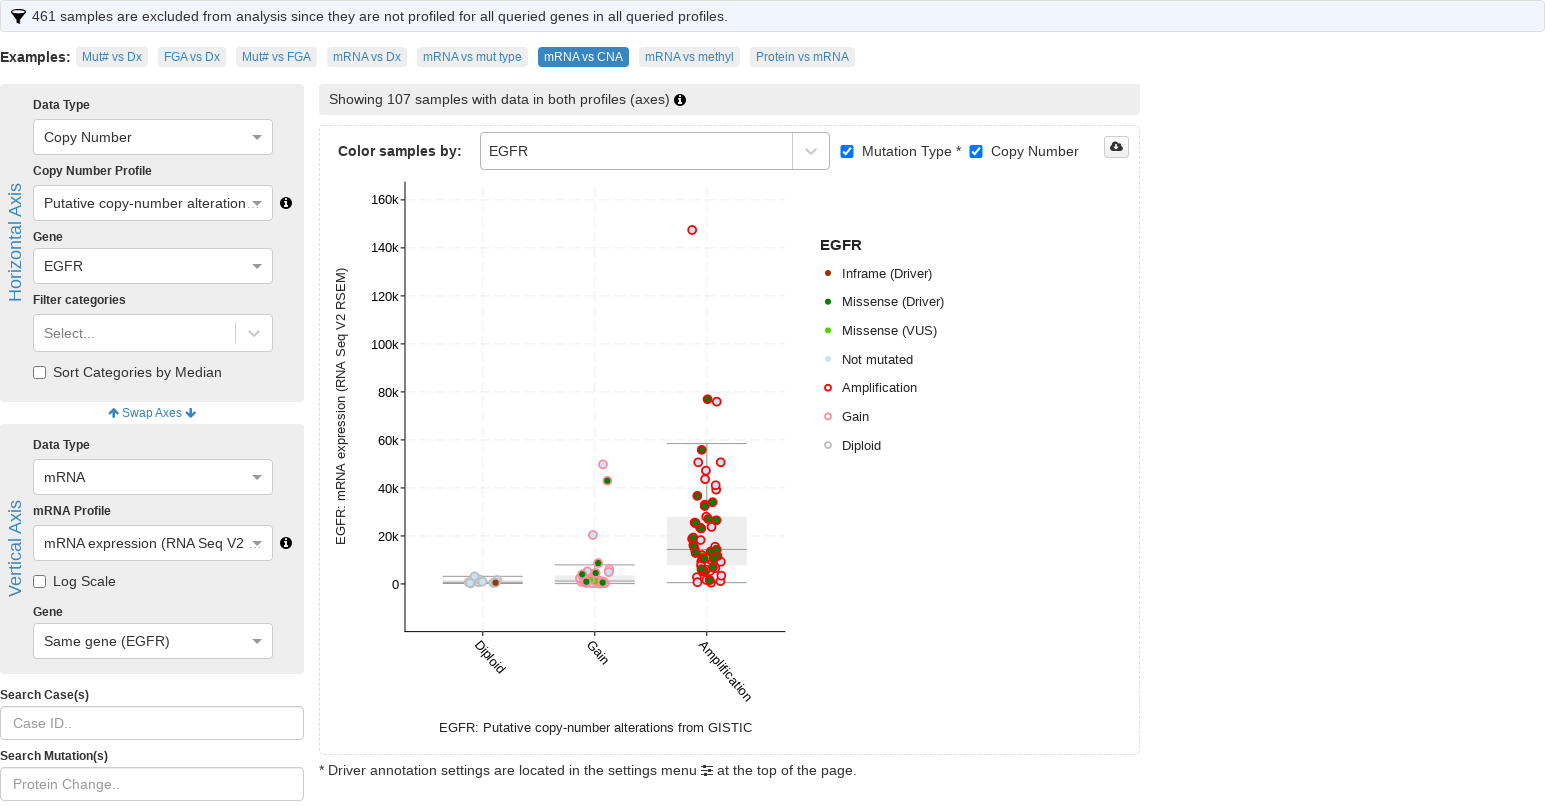 461 samples are excluded from analysis since they are not profiled for all queried genes in all queried profiles.
Examples: Mut# vs Dx FGA vs Dx Mut# vs FGA mRNA vs Dx mRNA vs mut type mRNA vs CNA mRNA vs methyl Protein vs mRNA
Horizontal Axis
Data Type
Copy Number
Copy Number Profile
Putative copy-number alteration…
Gene
EGFR
Filter categories
Select...
Sort Categories by Median
Swap Axes
Vertical Axis
Data Type
mRNA
mRNA Profile
mRNA expression (RNA Seq V2 …
Log Scale
Gene
Same gene (EGFR)
Search Case(s)
Case ID..
Search Mutation(s)
Protein Change..
Showing 107 samples with data in both profiles (axes)
Color samples by: EGFR Mutation Type * Copy Number
EGFR: mRNA expression (RNA Seq V2 RSEM)
160k
140k
120k
100k
80k
60k
40k
20k
0
Diploid
Gain
Amplification
EGFR: Putative copy-number alterations from GISTIC
EGFR
Inframe (Driver)
Missense (Driver)
Missense (VUS)
Not mutated
Amplification
Gain
Diploid
* Driver annotation settings are located in the settings menu at the top of the page.